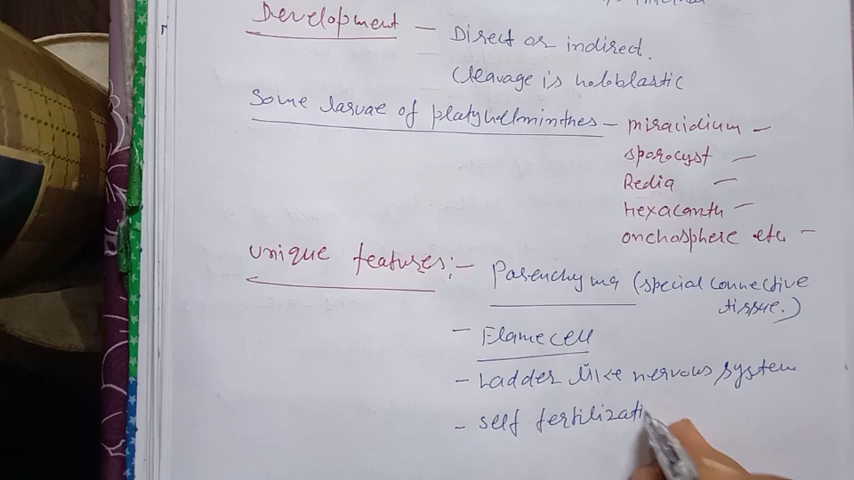 Development - Direct or indirect.
Cleavage is holoblastic
Some larvae of platyhelminthes - Miracidium -
sporocyst -
Redia -
Hexacanth -
onchosphere etc -
Unique features:- Parenchyma (special connective
tissue.)
- Flame cell
- Ladder like nervous system
- self fertilizati